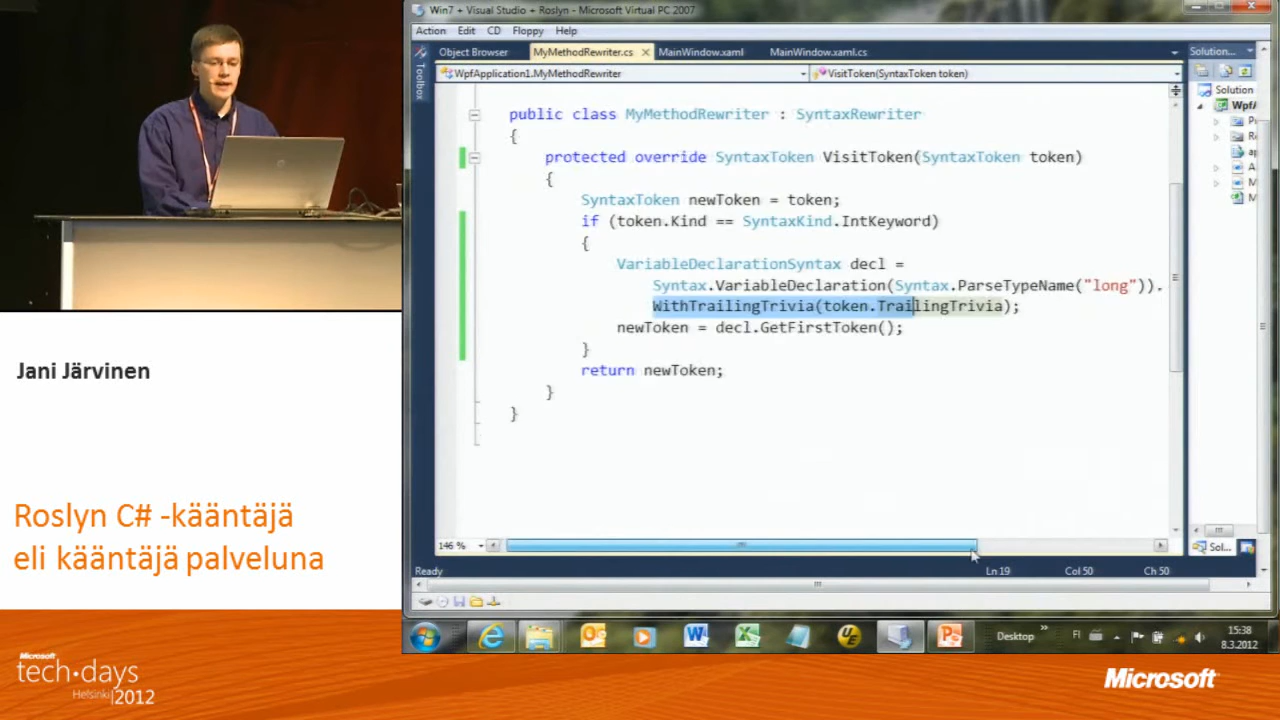 Win7 + Visual Studio + Roslyn - Microsoft Virtual PC 2007
Action Edit CD Floppy Help
Object Browser MyMethodRewriter.cs MainWindow.xaml MainWindow.xaml.cs
Solution...
Toolbox
WpfApplication1.MyMethodRewriter VisitToken(SyntaxToken token)
Solution
public class MyMethodRewriter : SyntaxRewriter
{
protected override SyntaxToken VisitToken(SyntaxToken token)
{
SyntaxToken newToken = token;
if (token.Kind == SyntaxKind.IntKeyword)
{
VariableDeclarationSyntax decl =
Syntax.VariableDeclaration(Syntax.ParseTypeName("long")).
WithTrailingTrivia(token.TrailingTrivia);
newToken = decl.GetFirstToken();
}
return newToken;
}
}
146 %
Sol...
Ready Ln 19 Col 50 Ch 50
Desktop » FI 15:38
8.3.2012
Jani Järvinen
Roslyn C# -kääntäjä
eli kääntäjä palveluna
Microsoft
tech·days
Helsinki|2012
Microsoft